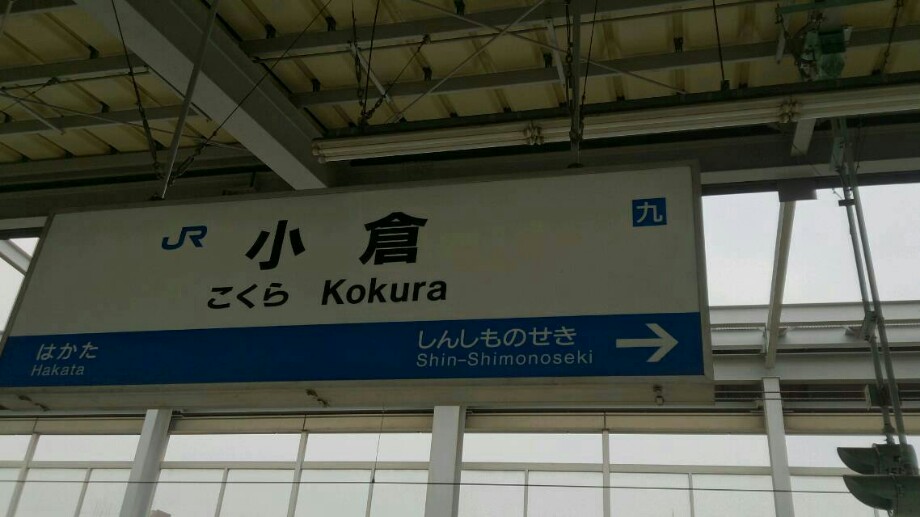 JR 小倉 九
こくら Kokura
はかた しんしものせき →
Hakata Shin-Shimonoseki